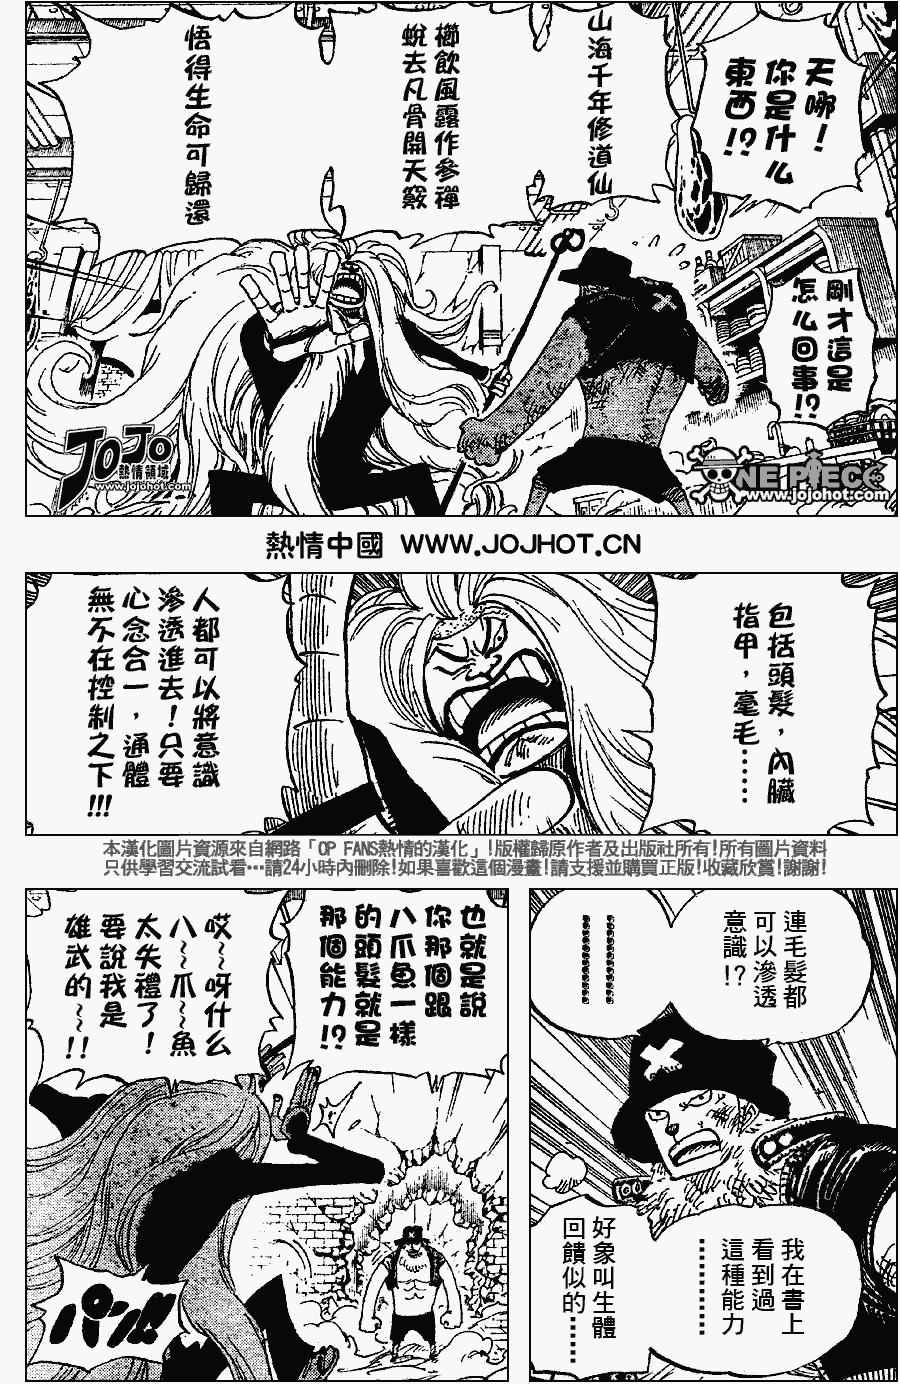 天哪!
你是什么
東西!?
山海千年修道仙
櫛飲風露作參禪
蛻去凡骨開天竅
悟得生命可歸還
剛才這是
怎么回事!?
JOJO
熱情領域
www.jojohot.com
ONE PIECE
www.jojohot.com
熱情中國 WWW.JOJHOT.CN
包括頭髮,內臟
指甲,毫毛……
人都可以將意識
滲透進去!只要
心念合一,通體
無不在控制之下!!!
本漢化圖片資源來自網路「OP FANS熱情的漢化」!版權歸原作者及出版社所有!所有圖片資料
只供學習交流試看…請24小時內刪除!如果喜歡這個漫畫!請支援並購買正版!收藏欣賞!謝謝!
連毛髮都
可以滲透
意識!?
…………
我在書上
看到過
這種能力
…………
好象叫生體
回饋似的……
也就是說
你那個跟
八爪魚一樣
的頭髮就是
那個能力!?
哎~呀什么
八~爪~魚
太失禮了!
要說我是
雄武的~!!
パン!!